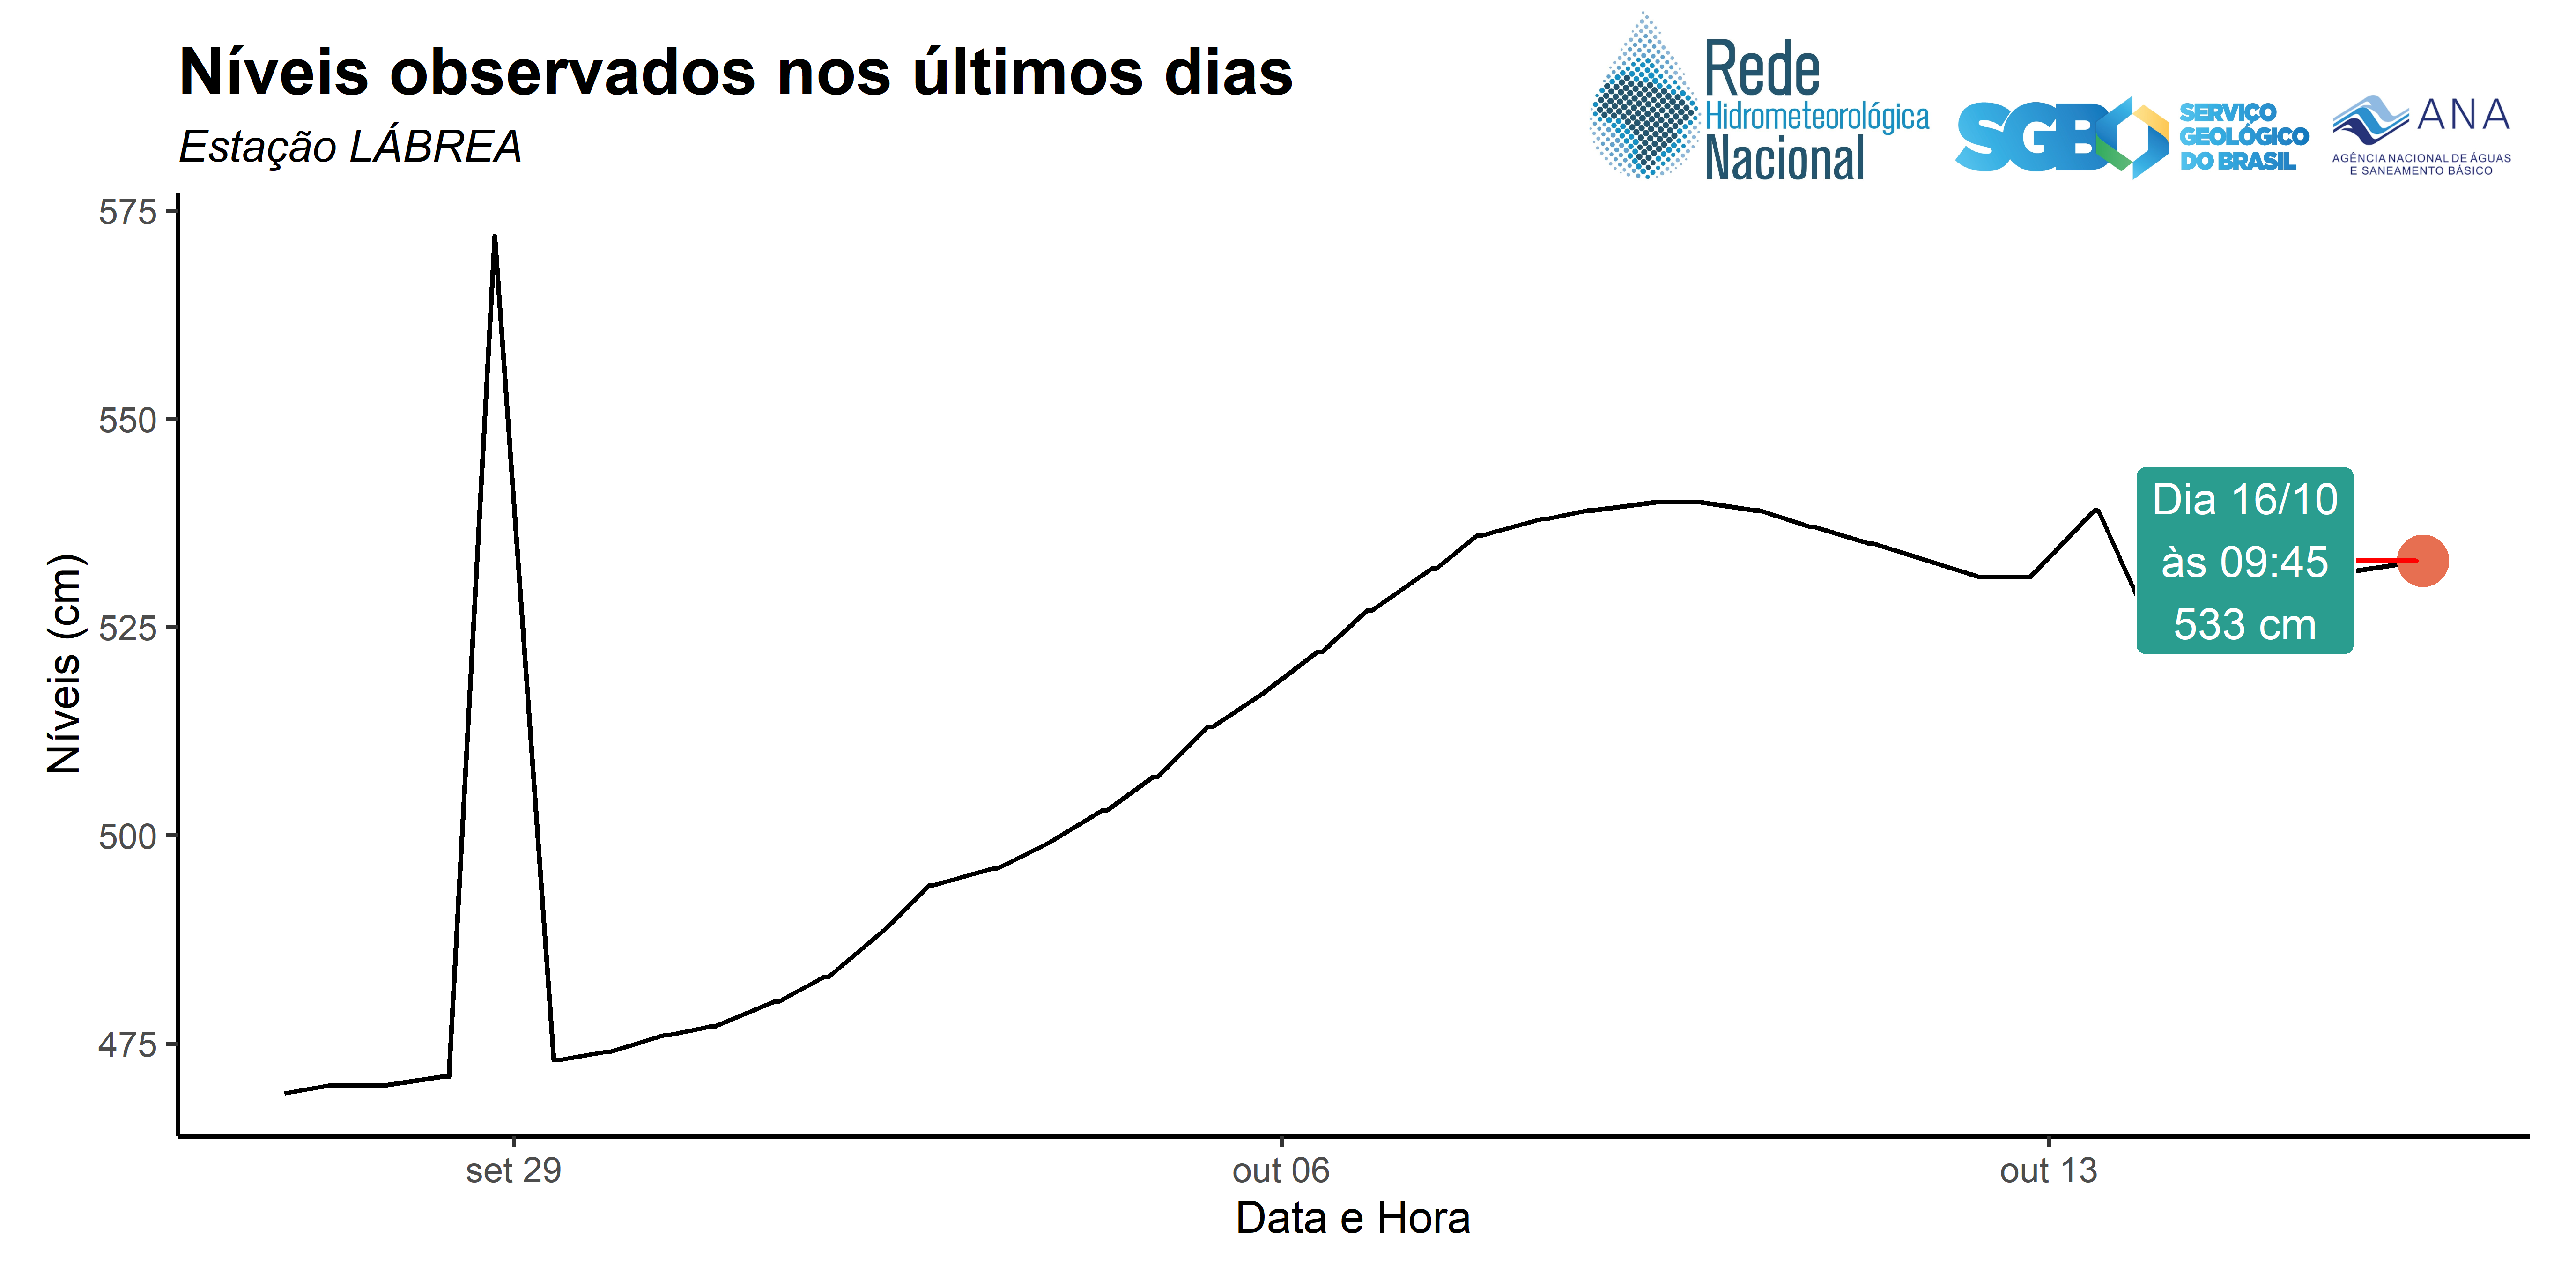 Níveis observados nos últimos dias
Estação LÁBREA
Rede
Hidrometeorológica
Nacional
SGB
SERVIÇO
GEOLÓGICO
DO BRASIL
ANA
AGÊNCIA NACIONAL DE ÁGUAS
E SANEAMENTO BÁSICO
Níveis (cm)
575
550
525
500
475
Dia 16/10
às 09:45
533 cm
set 29
out 06
out 13
Data e Hora